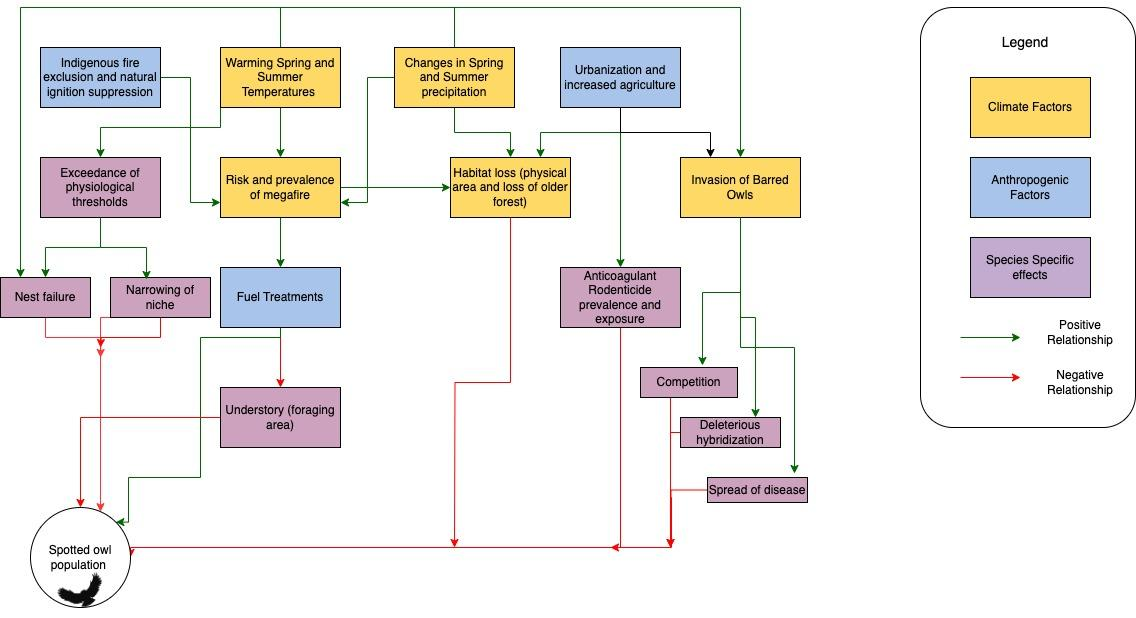 Indigenous fire
exclusion and natural
ignition suppression
Warming Spring and
Summer
Temperatures
Changes in Spring
and Summer
precipitation
Urbanization and
increased agriculture
Exceedance of
physiological
thresholds
Risk and prevalence
of megafire
Habitat loss (physical
area and loss of older
forest)
Invasion of Barred
Owls
Nest failure
Narrowing of
niche
Fuel Treatments
Anticoagulant
Rodenticide
prevalence and
exposure
Competition
Understory (foraging
area)
Deleterious
hybridization
Spread of disease
Spotted owl
population
Legend
Climate Factors
Anthropogenic
Factors
Species Specific
effects
Positive
Relationship
Negative
Relationship